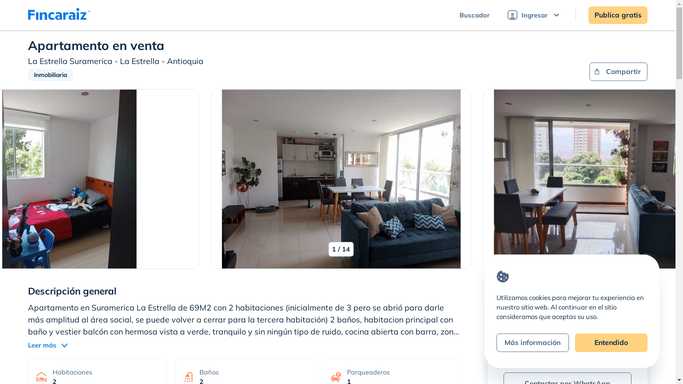 Fincaraiz
Buscador
Ingresar
Publica gratis
Apartamento en venta
La Estrella Suramerica - La Estrella - Antioquia
Inmobiliaria
Compartir
1 / 14
Descripción general
Apartamento en Suramerica La Estrella de 69M2 con 2 habitaciones (inicialmente de 3 pero se abrió para darle
más amplitud al área social, se puede volver a cerrar para la tercera habitación) 2 baños, habitacion principal con
baño y vestier balcón con hermosa vista a verde, tranquilo y sin ningún tipo de ruido, cocina abierta con barra, zon...
Leer más
Habitaciones
2
Baños
2
Parqueaderos
1
Utilizamos cookies para mejorar tu experiencia en
nuestro sitio web. Al continuar en el sitio
consideramos que aceptas su uso.
Más información
Entendido
Contactar por WhatsApp